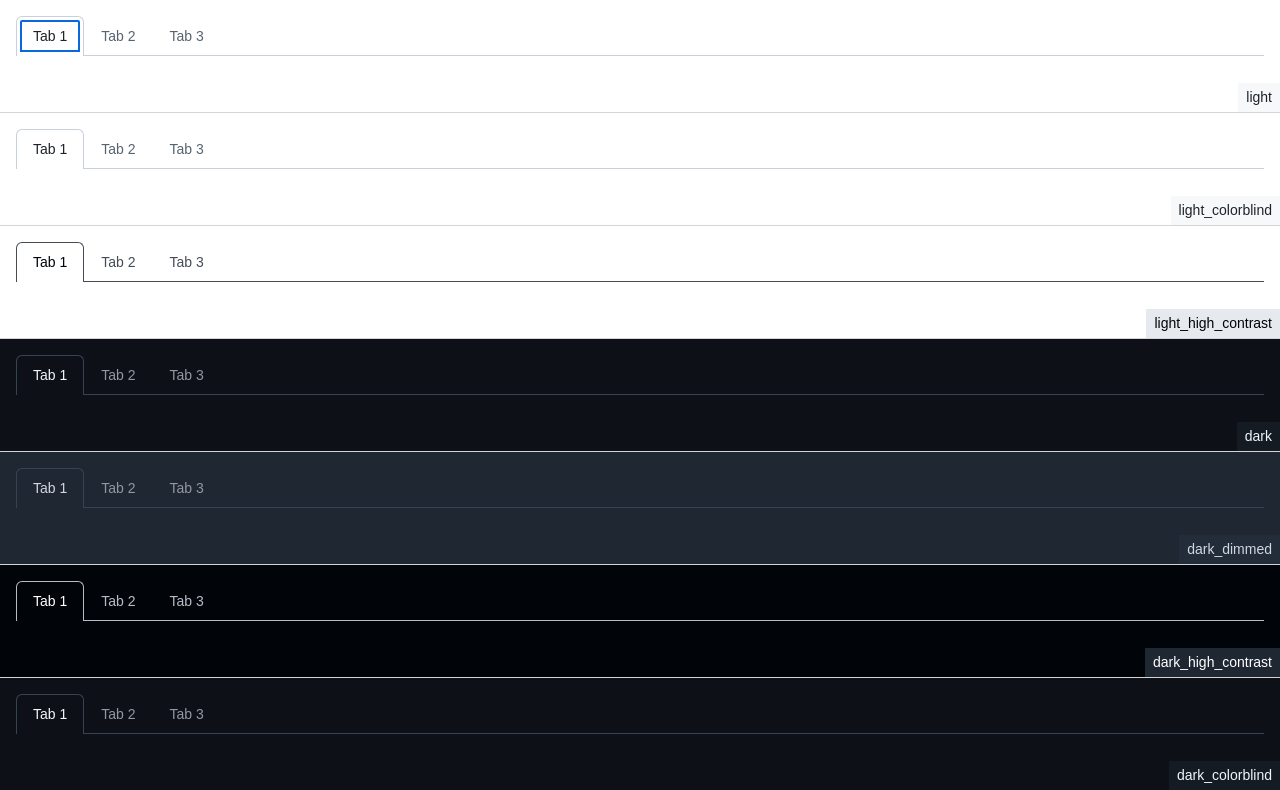 Tab 1 Tab 2 Tab 3
light
Tab 1 Tab 2 Tab 3
light_colorblind
Tab 1 Tab 2 Tab 3
light_high_contrast
Tab 1 Tab 2 Tab 3
dark
Tab 1 Tab 2 Tab 3
dark_dimmed
Tab 1 Tab 2 Tab 3
dark_high_contrast
Tab 1 Tab 2 Tab 3
dark_colorblind